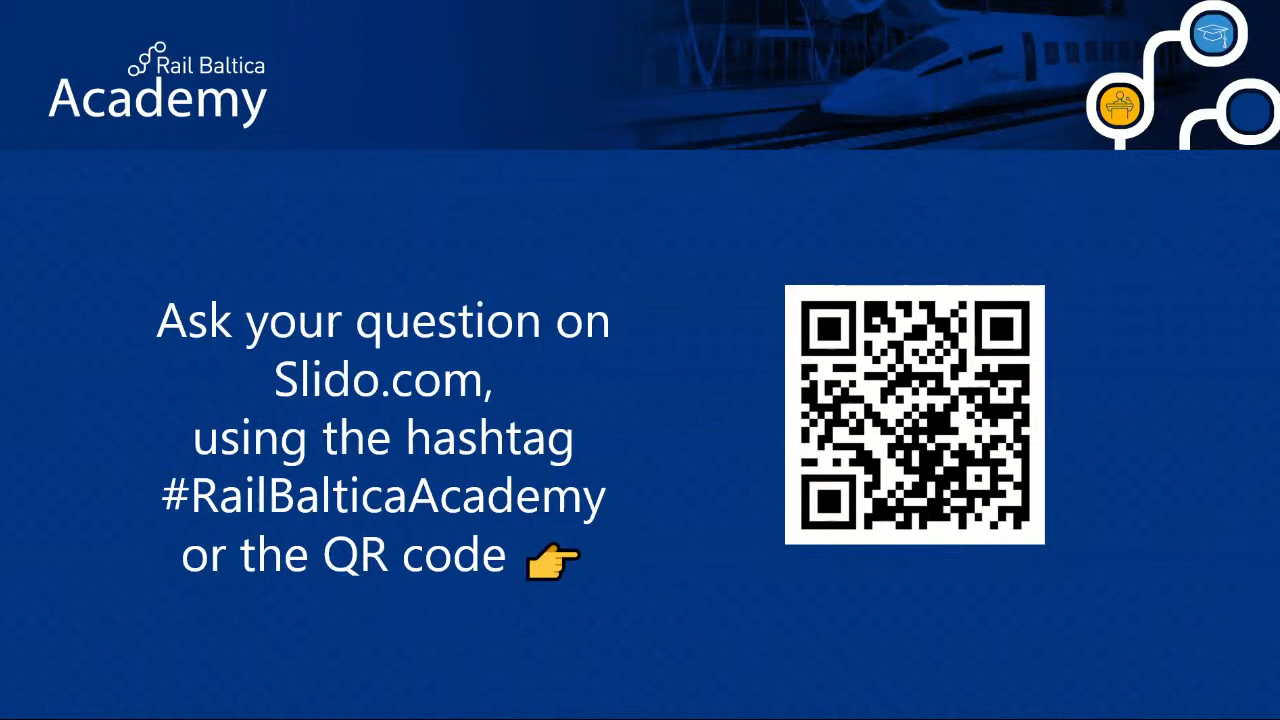 Rail Baltica
Academy
Ask your question on
Slido.com,
using the hashtag
#RailBalticaAcademy
or the QR code 👉